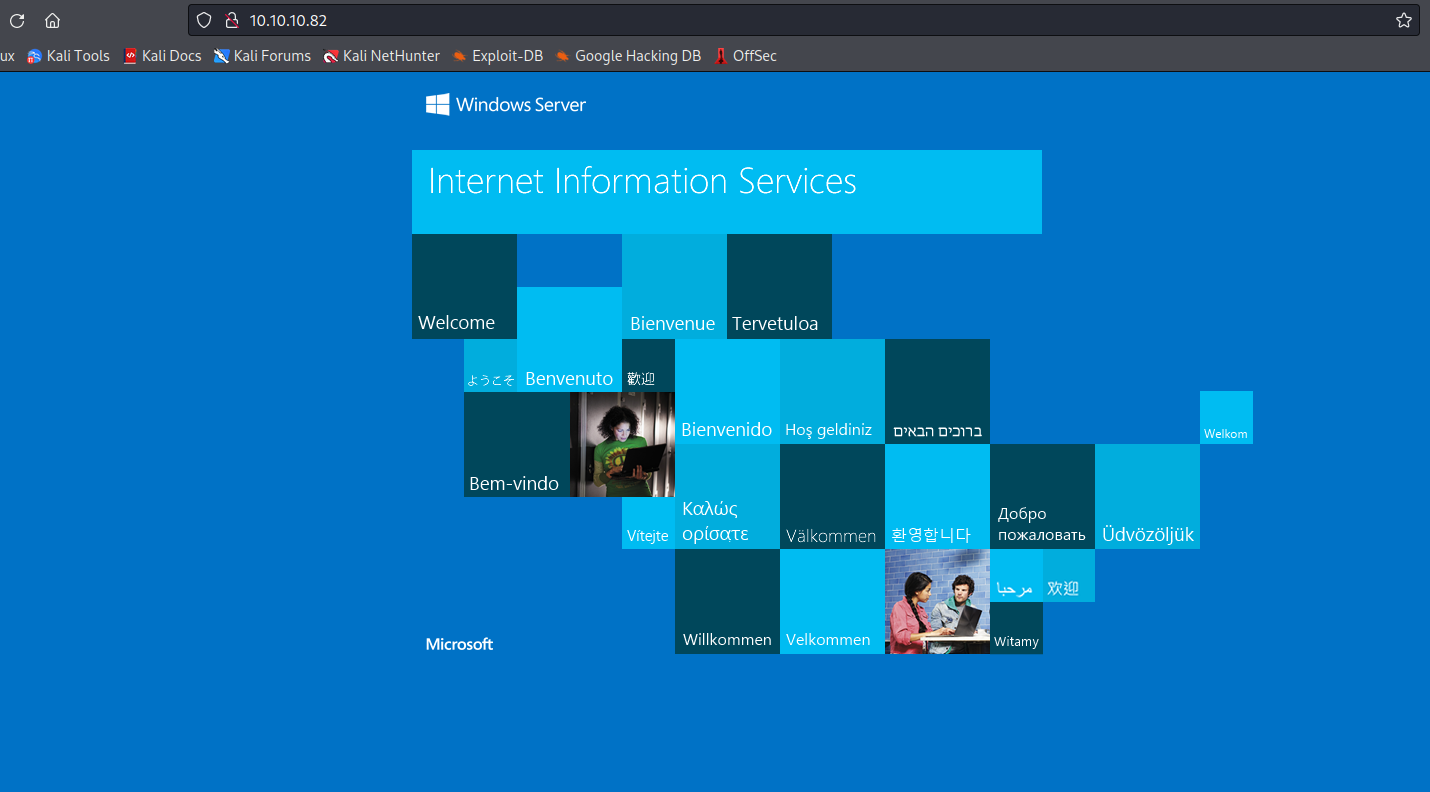 10.10.10.82
ux Kali Tools Kali Docs Kali Forums Kali NetHunter Exploit-DB Google Hacking DB OffSec
Windows Server
Internet Information Services
Welcome
Bienvenue
Tervetuloa
ようこそ
Benvenuto
歡迎
Bienvenido
Hoş geldiniz
ברוכים הבאים
Welkom
Bem-vindo
Vítejte
Καλώς
ορίσατε
Välkommen
환영합니다
Добро
пожаловать
Üdvözöljük
Microsoft
Willkommen
Velkommen
مرحبا
欢迎
Witamy